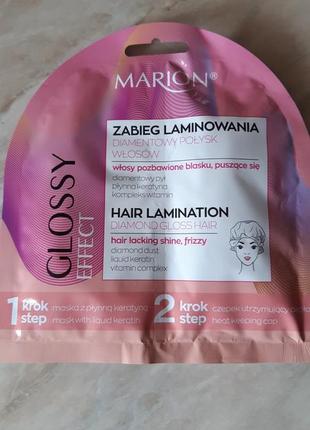 MARION®
GLOSSY
EFFECT
ZABIEG LAMINOWANIA
DIAMENTOWY POŁYSK
WŁOSÓW
włosy pozbawione blasku, puszące się
diamentowy pył
płynna keratyna
kompleks witamin
HAIR LAMINATION
DIAMOND GLOSS HAIR
hair lacking shine, frizzy
diamond dust
liquid keratin
vitamin complex
1 krok step
maska z płynną keratyną
mask with liquid keratin
2 krok step
czepek utrzymujący
heat keeping cap